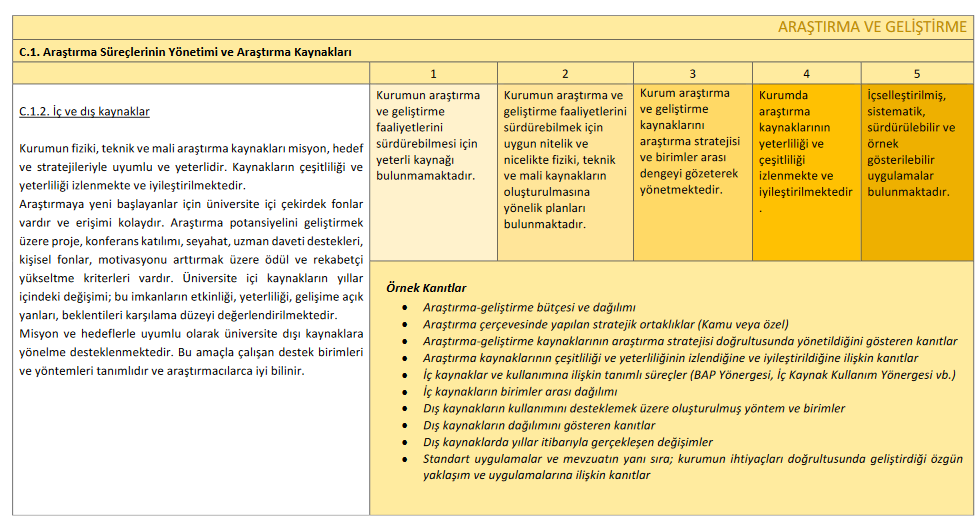 ARAŞTIRMA VE GELİŞTİRME
C.1. Araştırma Süreçlerinin Yönetimi ve Araştırma Kaynakları
1
2
3
4
5
C.1.2. İç ve dış kaynaklar
Kurumun fiziki, teknik ve mali araştırma kaynakları misyon, hedef
ve stratejileriyle uyumlu ve yeterlidir. Kaynakların çeşitliliği ve
yeterliliği izlenmekte ve iyileştirilmektedir.
Araştırmaya yeni başlayanlar için üniversite içi çekirdek fonlar
vardır ve erişimi kolaydır. Araştırma potansiyelini geliştirmek
üzere proje, konferans katılımı, seyahat, uzman daveti destekleri,
kişisel fonlar, motivasyonu arttırmak üzere ödül ve rekabetçi
yükseltme kriterleri vardır. Üniversite içi kaynakların yıllar
içindeki değişimi; bu imkanların etkinliği, yeterliliği, gelişime açık
yanları, beklentileri karşılama düzeyi değerlendirilmektedir.
Misyon ve hedeflerle uyumlu olarak üniversite dışı kaynaklara
yönelme desteklenmektedir. Bu amaçla çalışan destek birimleri
ve yöntemleri tanımlıdır ve araştırmacılarca iyi bilinir.
Kurumun araştırma
ve geliştirme
faaliyetlerini
sürdürebilmesi için
yeterli kaynağı
bulunmamaktadır.
Kurumun araştırma ve
geliştirme faaliyetlerini
sürdürebilmek için
uygun nitelik ve
nicelikte fiziki, teknik
ve mali kaynakların
oluşturulmasına
yönelik planları
bulunmaktadır.
Kurum araştırma
ve geliştirme
kaynaklarını
araştırma stratejisi
ve birimler arası
dengeyi gözeterek
yönetmektedir.
Kurumda
araştırma
kaynaklarının
yeterliliği ve
çeşitliliği
izlenmekte ve
iyileştirilmektedir
.
İçselleştirilmiş,
sistematik,
sürdürülebilir ve
örnek
gösterilebilir
uygulamalar
bulunmaktadır.
Örnek Kanıtlar
• Araştırma-geliştirme bütçesi ve dağılımı
• Araştırma çerçevesinde yapılan stratejik ortaklıklar (Kamu veya özel)
• Araştırma-geliştirme kaynaklarının araştırma stratejisi doğrultusunda yönetildiğini gösteren kanıtlar
• Araştırma kaynaklarının çeşitliliği ve yeterliliğinin izlendiğine ve iyileştirildiğine ilişkin kanıtlar
• İç kaynaklar ve kullanımına ilişkin tanımlı süreçler (BAP Yönergesi, İç Kaynak Kullanım Yönergesi vb.)
• İç kaynakların birimler arası dağılımı
• Dış kaynakların kullanımını desteklemek üzere oluşturulmuş yöntem ve birimler
• Dış kaynakların dağılımını gösteren kanıtlar
• Dış kaynaklarda yıllar itibarıyla gerçekleşen değişimler
• Standart uygulamalar ve mevzuatın yanı sıra; kurumun ihtiyaçları doğrultusunda geliştirdiği özgün
yaklaşım ve uygulamalarına ilişkin kanıtlar